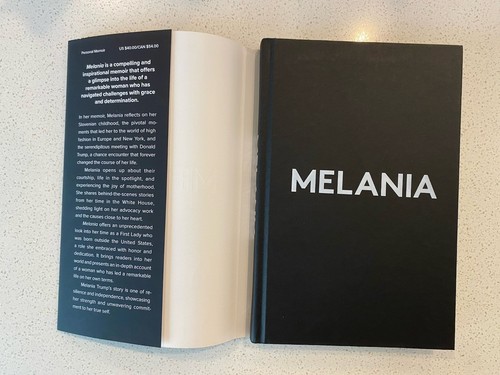 Personal Memoir
US $40.00/CAN $54.00
Melania is a compelling and
inspirational memoir that offers
a glimpse into the life of a
remarkable woman who has
navigated challenges with grace
and determination.
In her memoir, Melania reflects on her
Slovenian childhood, the pivotal mo-
ments that led her to the world of high
fashion in Europe and New York, and
the serendipitous meeting with Donald
Trump, a chance encounter that forever
changed the course of her life.
Melania opens up about their
courtship, life in the spotlight, and
experiencing the joy of motherhood.
She shares behind-the-scenes stories
from her time in the White House,
shedding light on her advocacy work
and the causes close to her heart.
Melania offers an unprecedented
look into her time as a First Lady who
was born outside the United States,
a role she embraced with honor and
dedication. It brings readers into her
world and presents an in-depth account
of a woman who has led a remarkable
life on her own terms.
Melania Trump's story is one of re-
silience and independence, showcasing
her strength and unwavering commit-
ment to her true self.
MELANIA